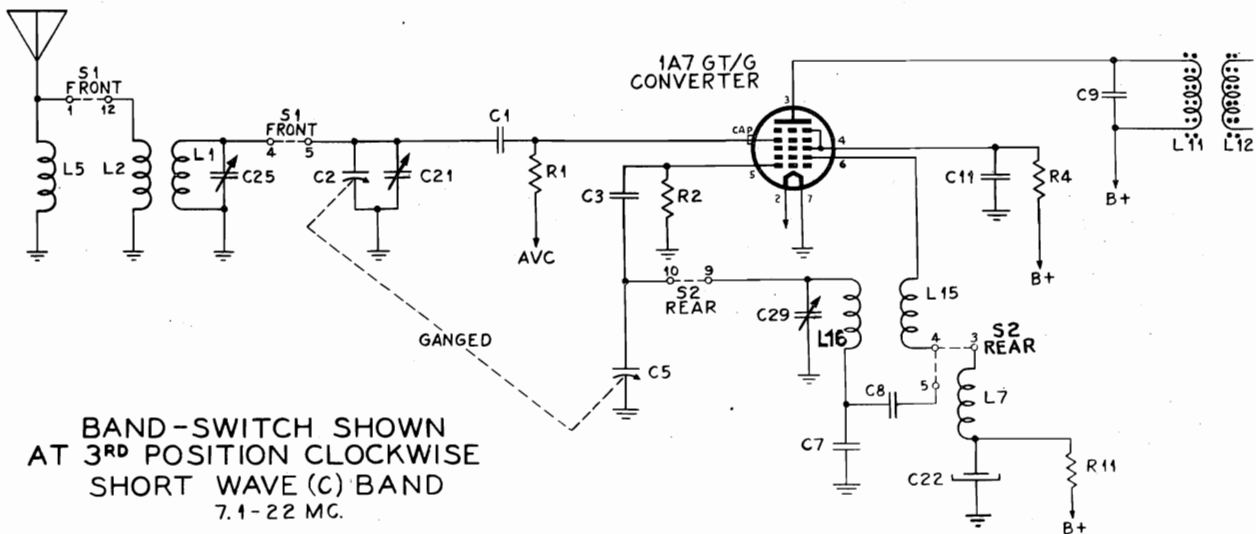 1A7 GT/G
CONVERTER
S1
FRONT
1
12
L5
L2
L1
C25
S1
FRONT
4
5
C2
C21
C1
R1
AVC
CAP
3
4
6
5
2
7
C3
R2
C9
L11
L12
B+
C11
R4
B+
10
9
S2
REAR
C29
L16
L15
4
3
S2
REAR
5
C8
L7
C7
C22
R11
B+
GANGED
C5
BAND-SWITCH SHOWN
AT 3RD POSITION CLOCKWISE
SHORT WAVE (C) BAND
7.1-22 MC.